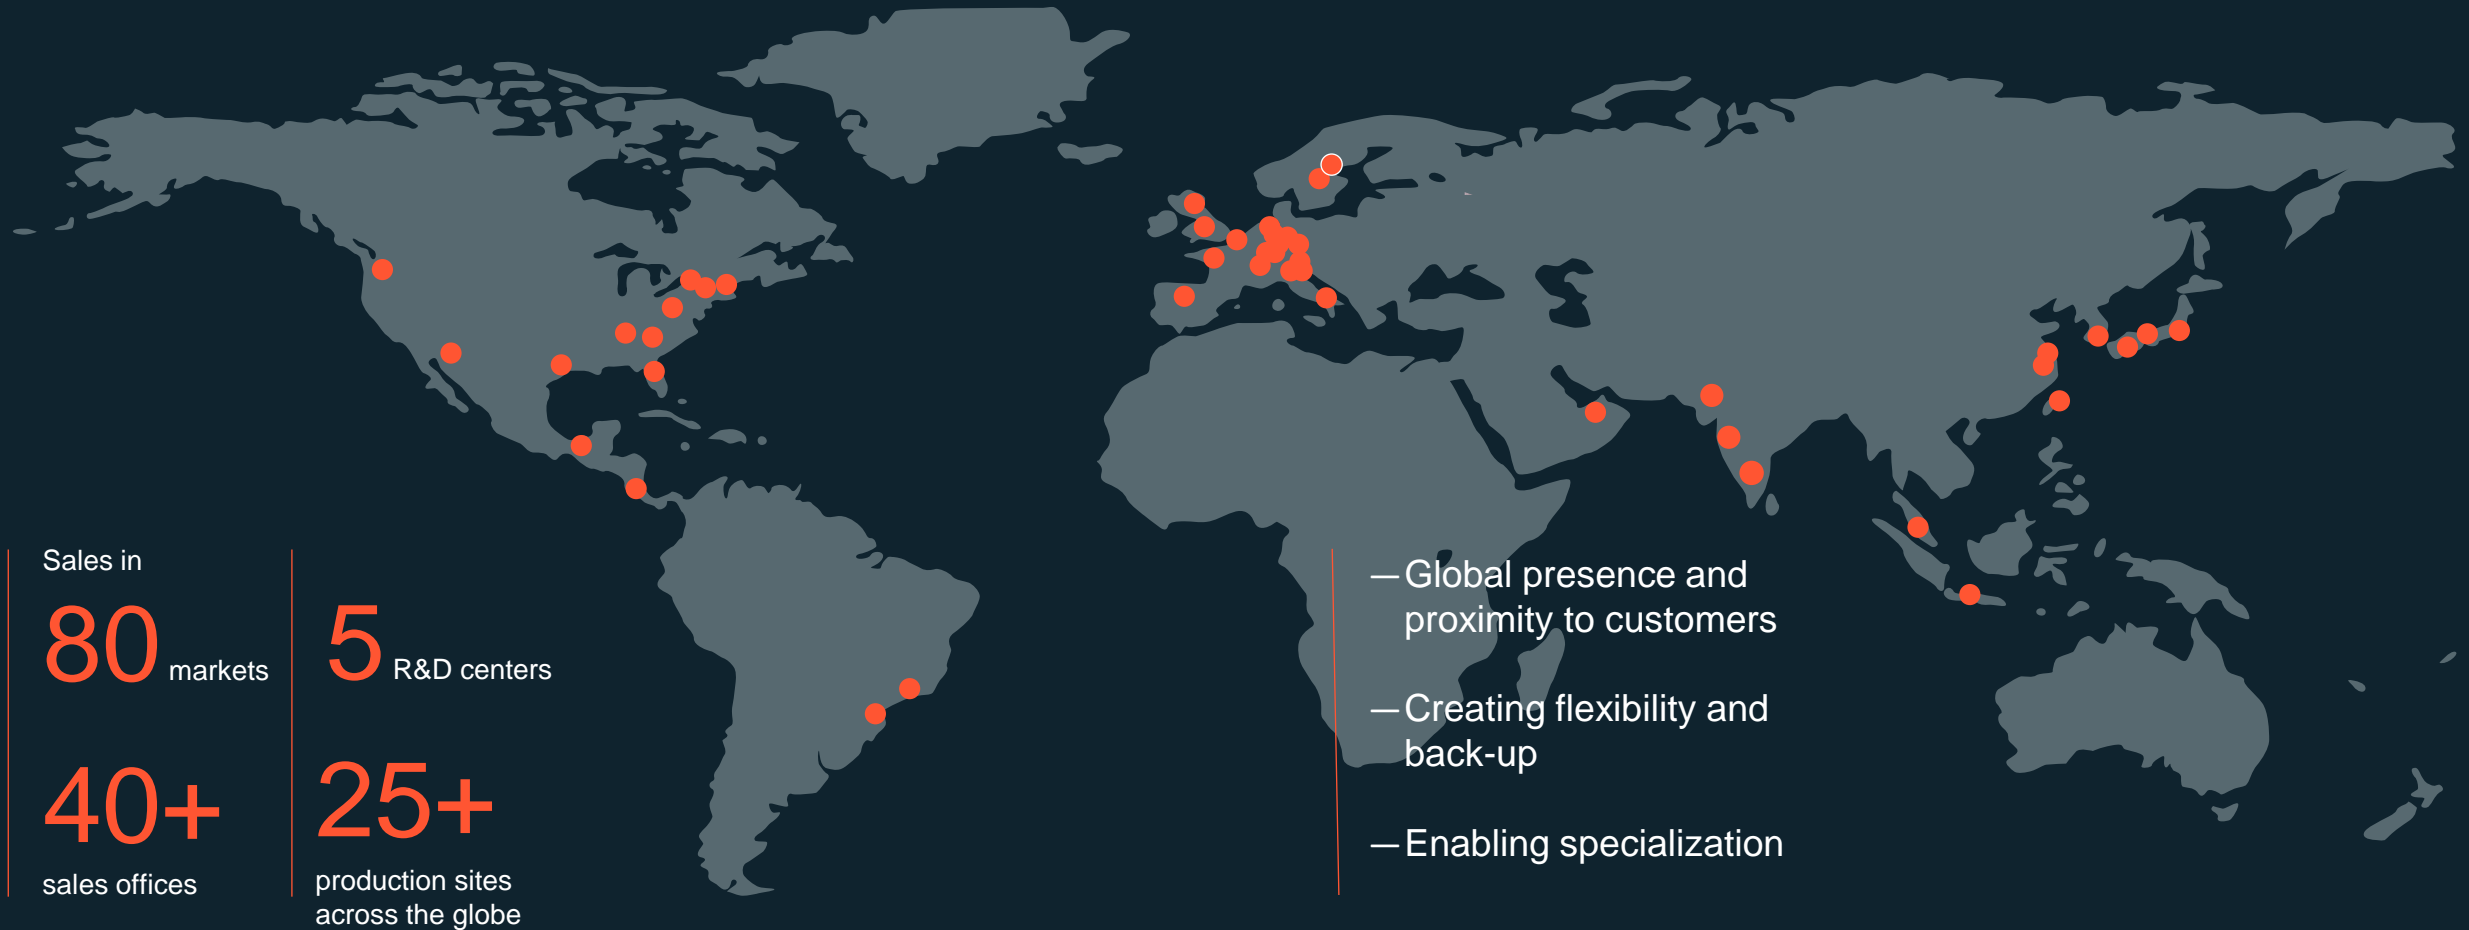 Sales in
80 markets
5 R&D centers
40+
sales offices
25+
production sites
across the globe
—Global presence and
proximity to customers
—Creating flexibility and
back-up
—Enabling specialization